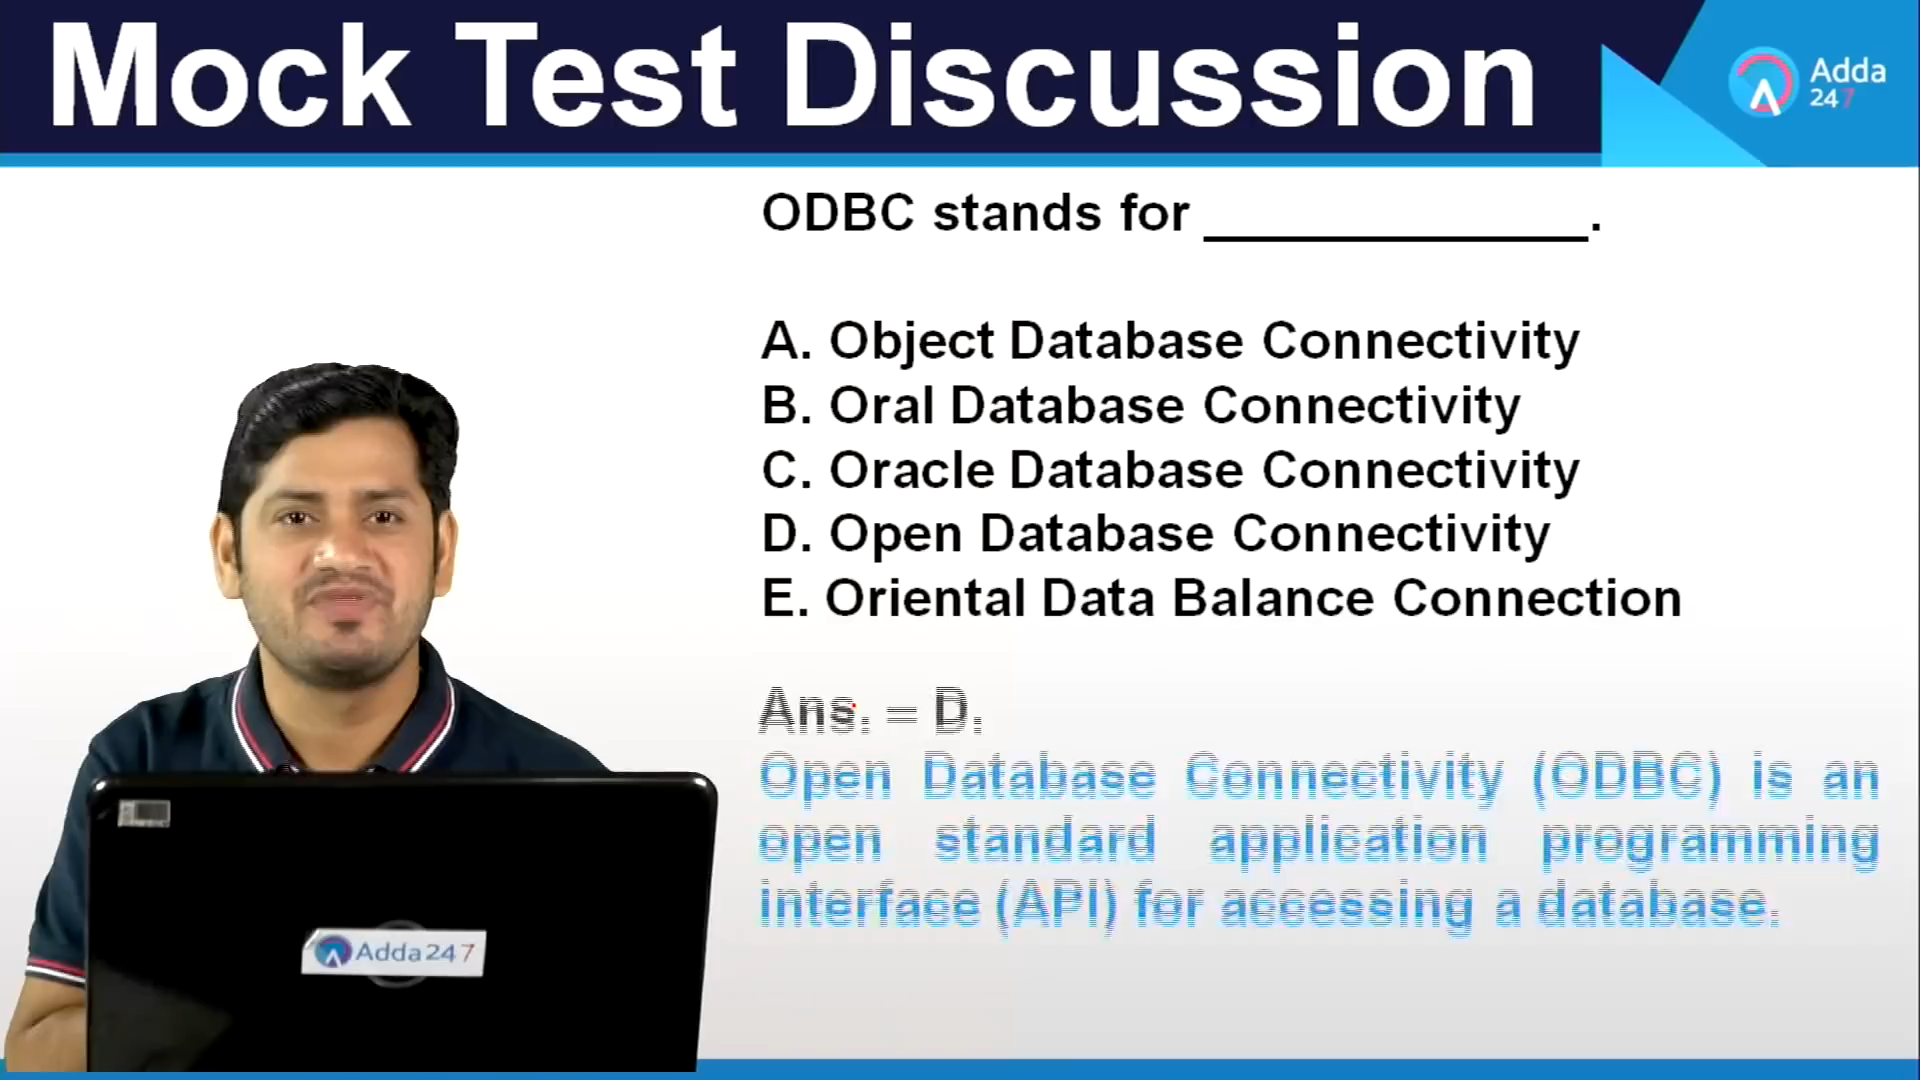 Mock Test Discussion
Adda
247
ODBC stands for ______________.
A. Object Database Connectivity
B. Oral Database Connectivity
C. Oracle Database Connectivity
D. Open Database Connectivity
E. Oriental Data Balance Connection
Ans. = D.
Open Database Connectivity (ODBC) is an
open standard application programming
interface (API) for accessing a database.
Adda247